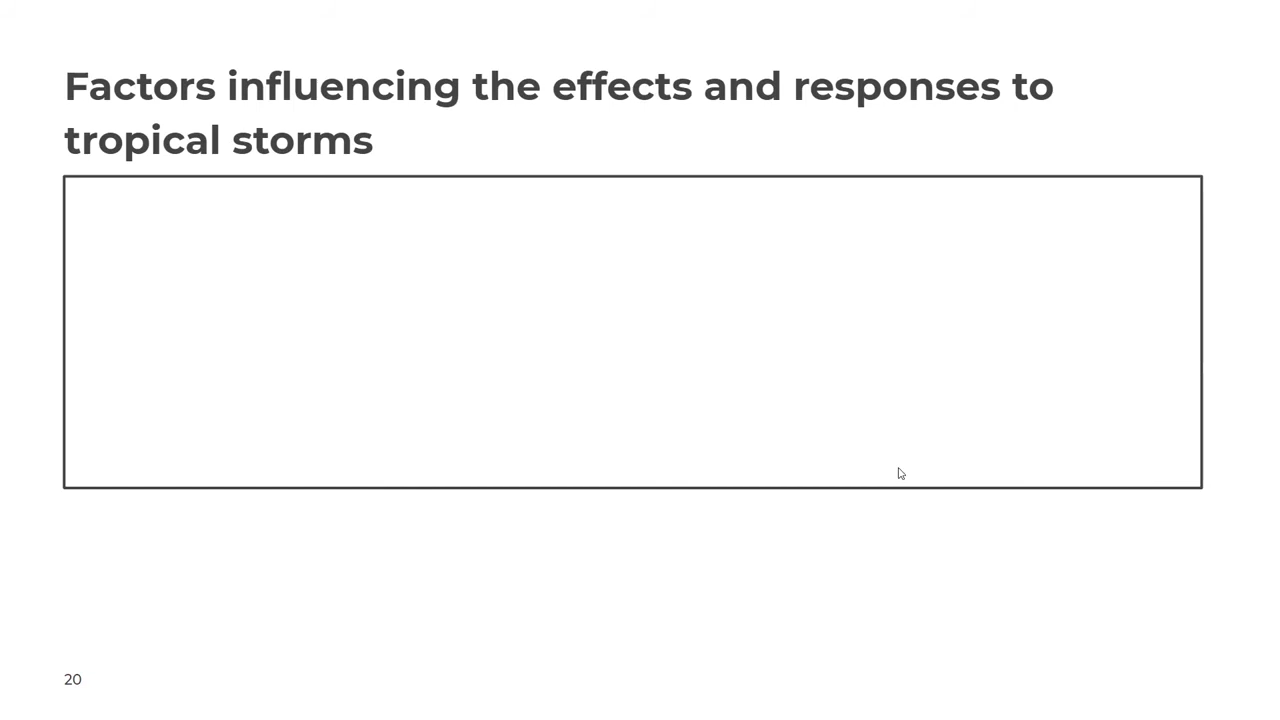 Factors influencing the effects and responses to
tropical storms
20